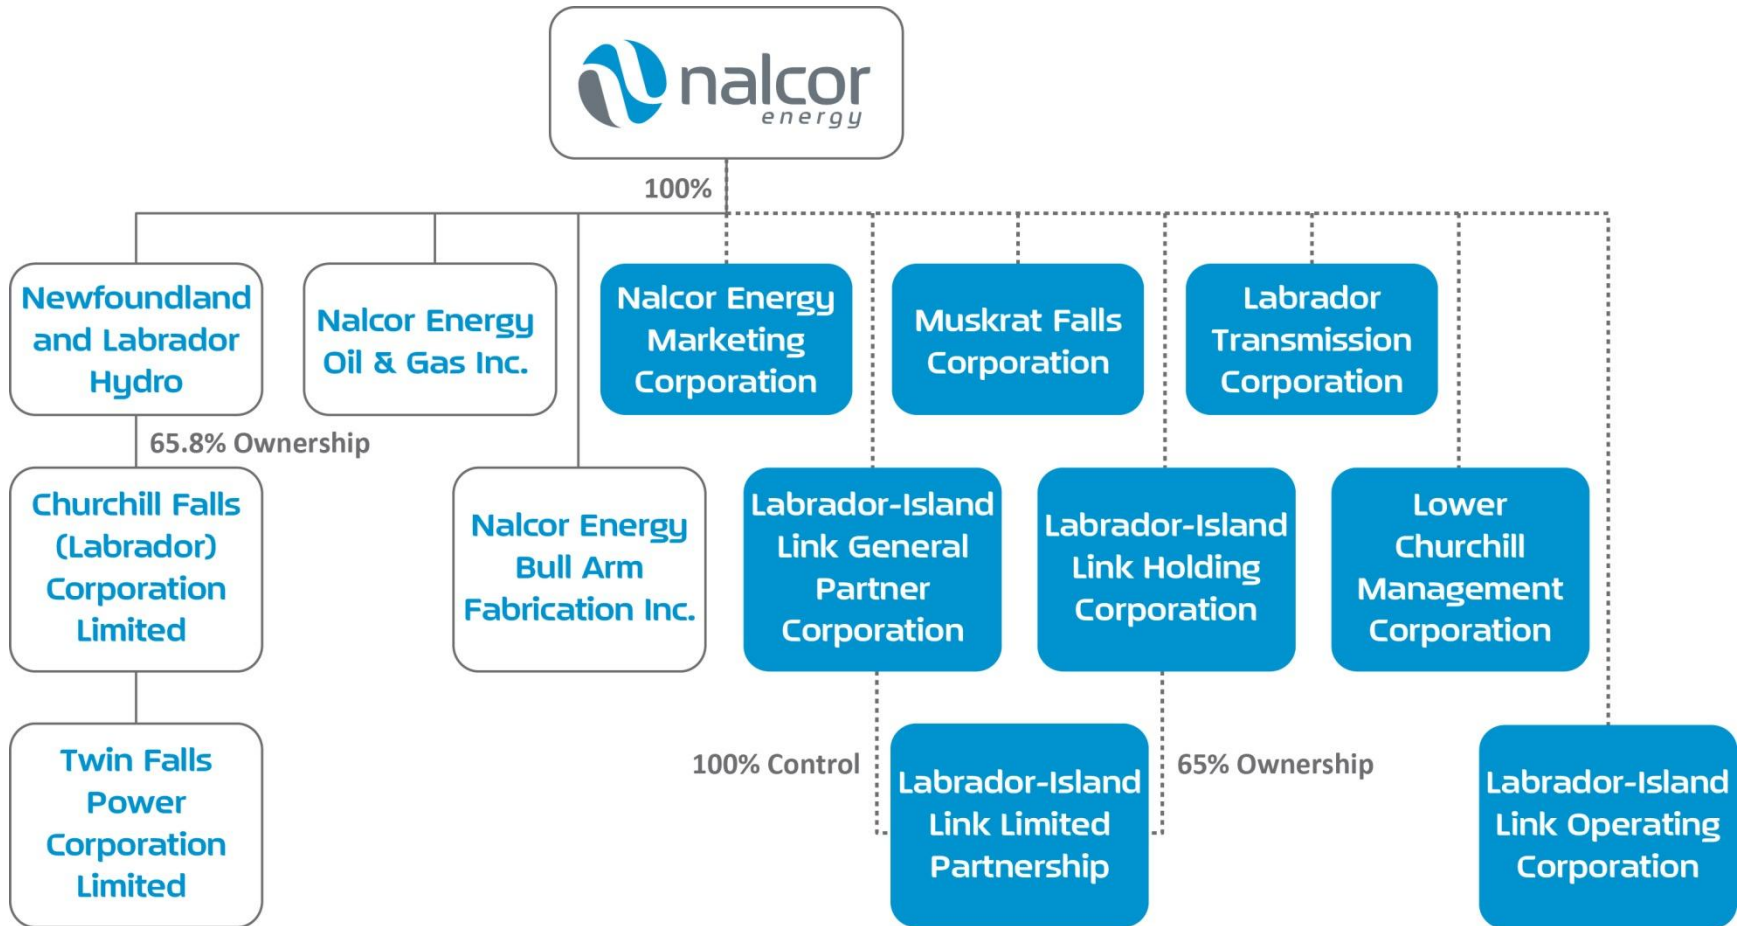 nalcor
energy
100%
Newfoundland
and Labrador
Hydro
Nalcor Energy
Oil & Gas Inc.
Nalcor Energy
Marketing
Corporation
Muskrat Falls
Corporation
Labrador
Transmission
Corporation
65.8% Ownership
Churchill Falls
(Labrador)
Corporation
Limited
Nalcor Energy
Bull Arm
Fabrication Inc.
Labrador-Island
Link General
Partner
Corporation
Labrador-Island
Link Holding
Corporation
Lower
Churchill
Management
Corporation
Twin Falls
Power
Corporation
Limited
100% Control
Labrador-Island
Link Limited
Partnership
65% Ownership
Labrador-Island
Link Operating
Corporation